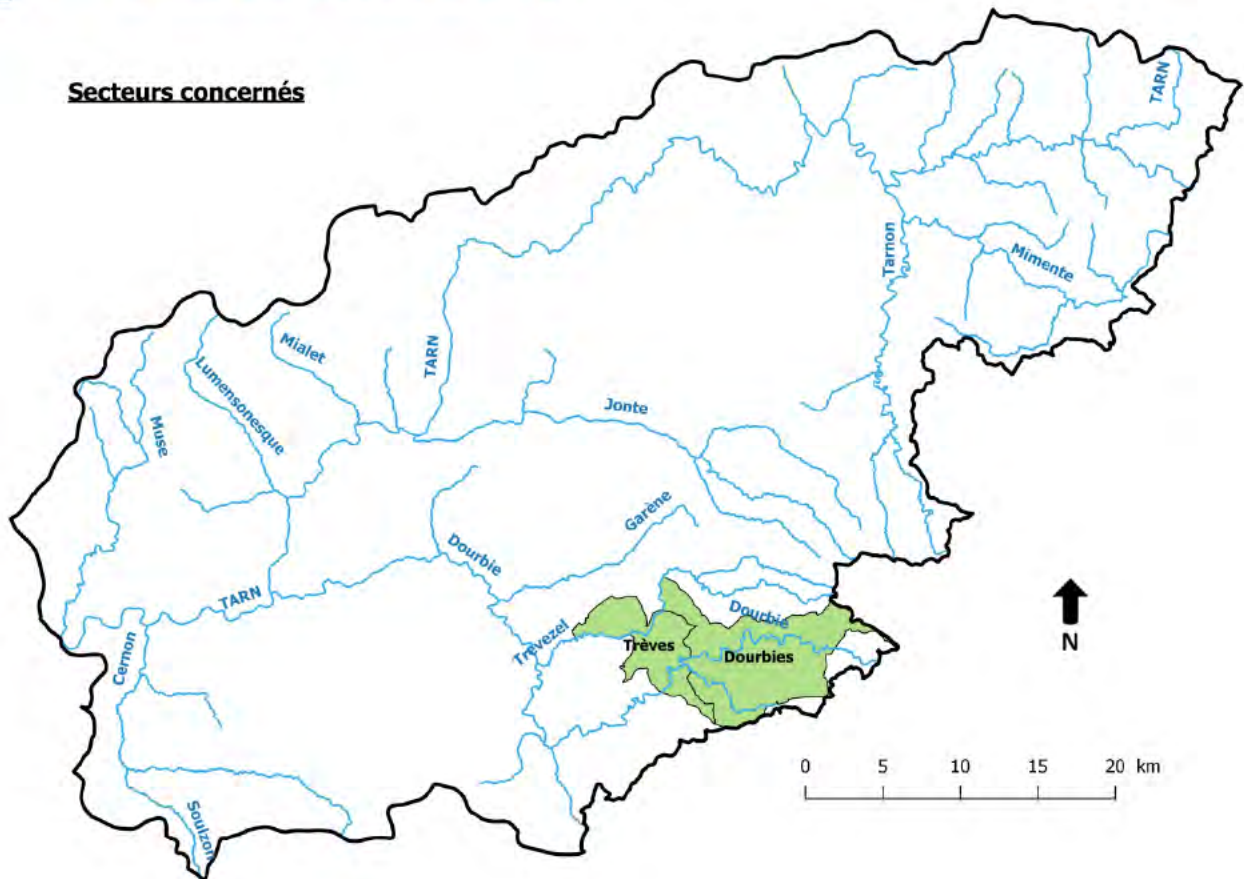 Secteurs concernés
TARN
Tarnon
Mimente
Mialet
TARN
Lumensonesque
Muse
Jonte
Garène
Dourbie
TARN
Dourbie
Trévezel
Trèves
Dourbies
Cernon
N
0 5 10 15 20 km
Soulzon